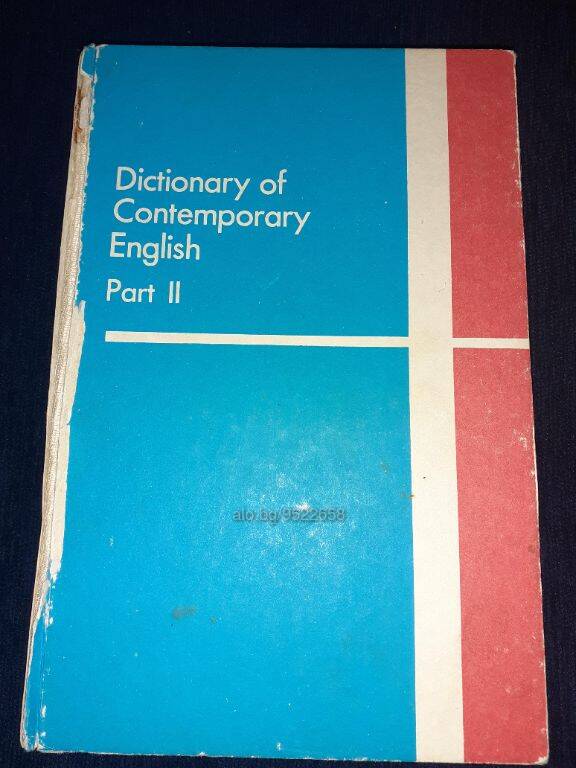 Dictionary of
Contemporary
English
Part II
alo.bg/9522658